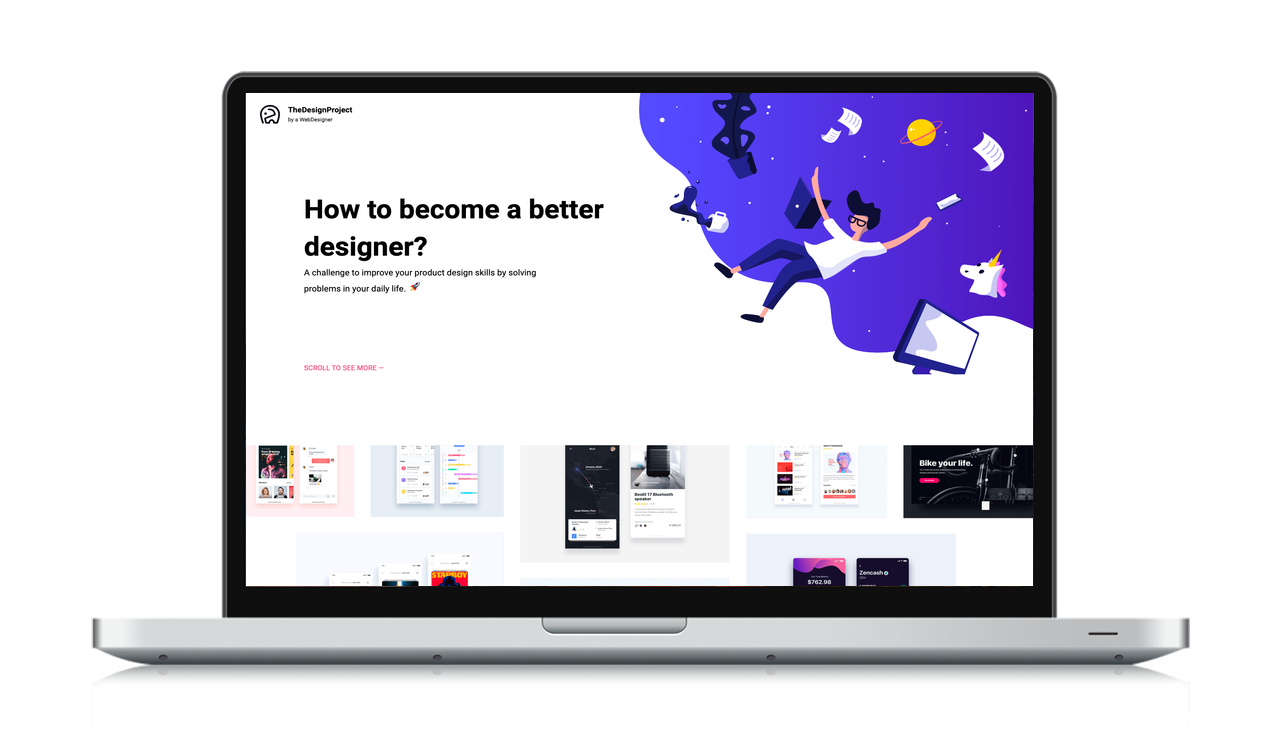 TheDesignProject
by a WebDesigner
How to become a better
designer?
A challenge to improve your product design skills by solving
problems in your daily life.
SCROLL TO SEE MORE —
Beolit 17 Bluetooth
speaker
Bike your life.
STARBOY
$762.98
Zencash